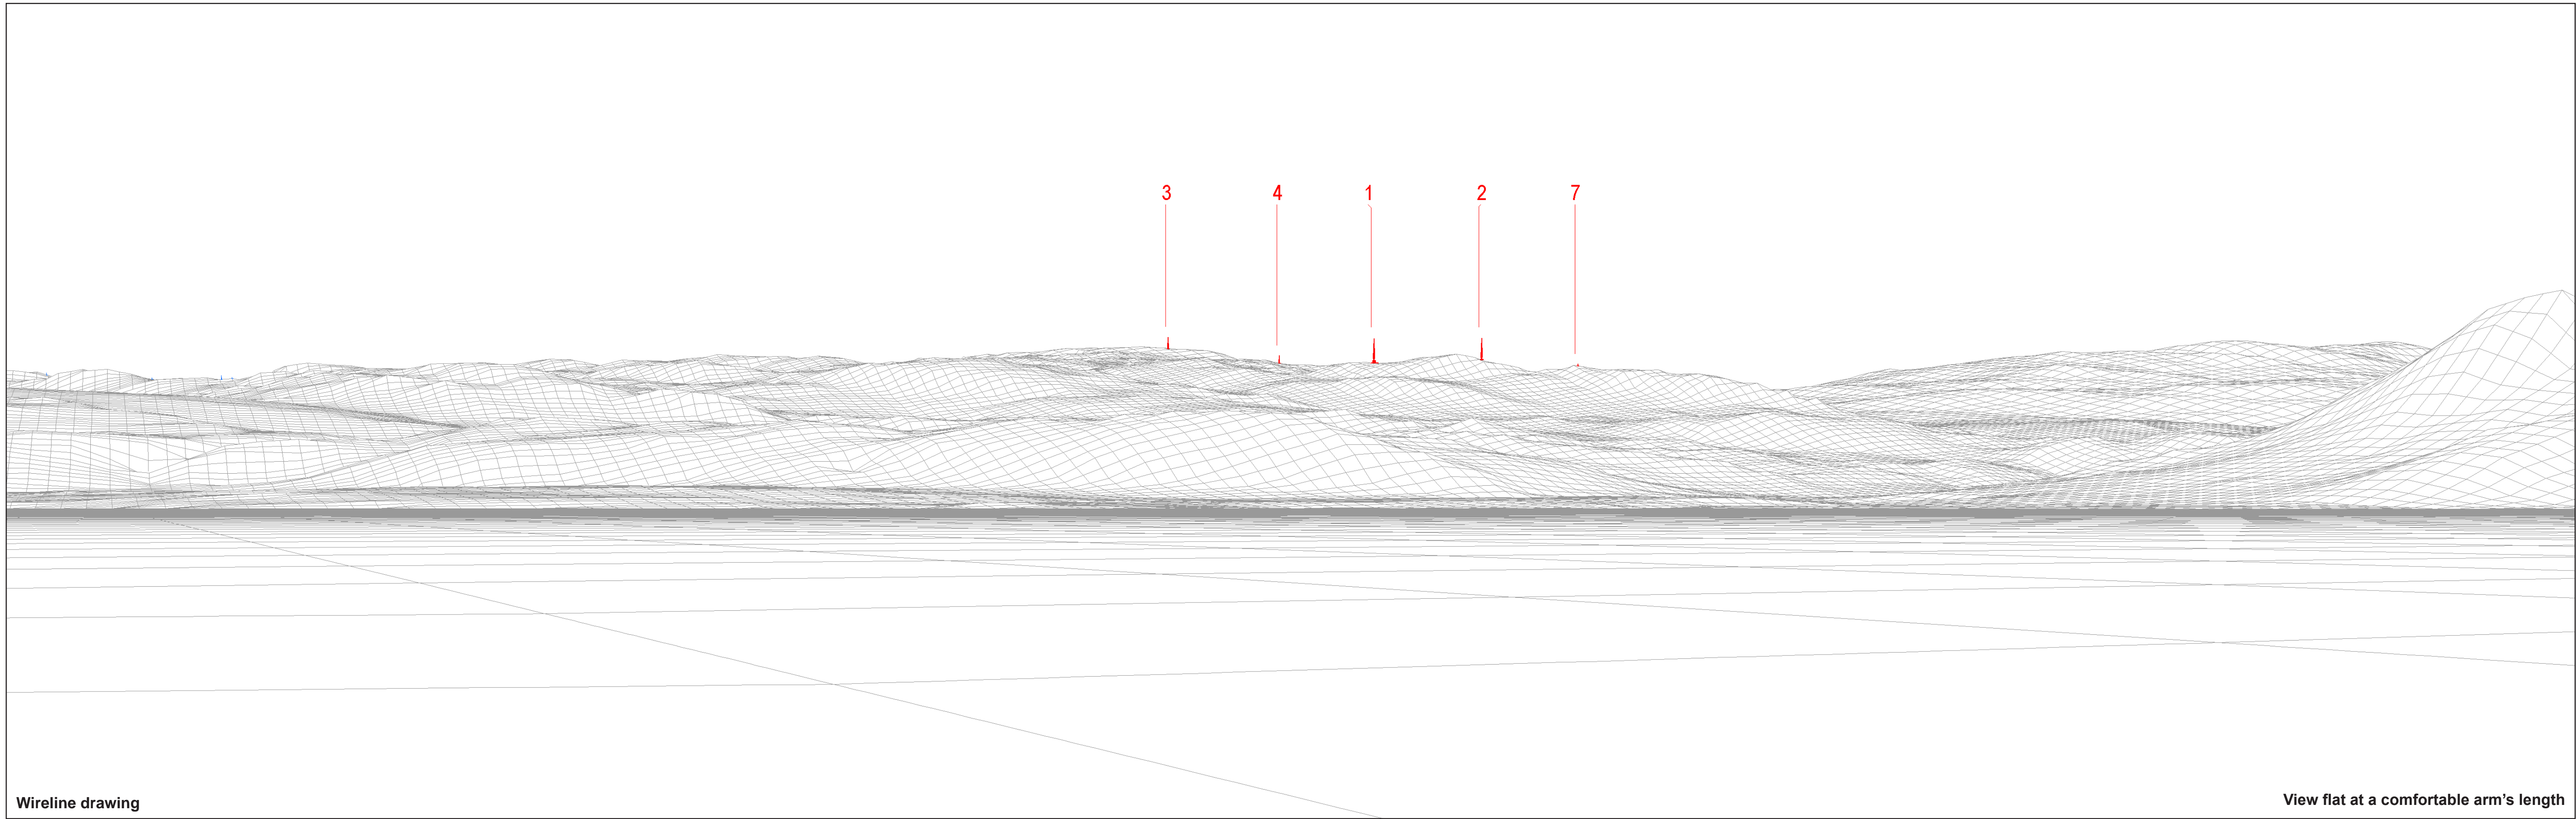 3 4 1 2 7
Wireline drawing
View flat at a comfortable arm's length